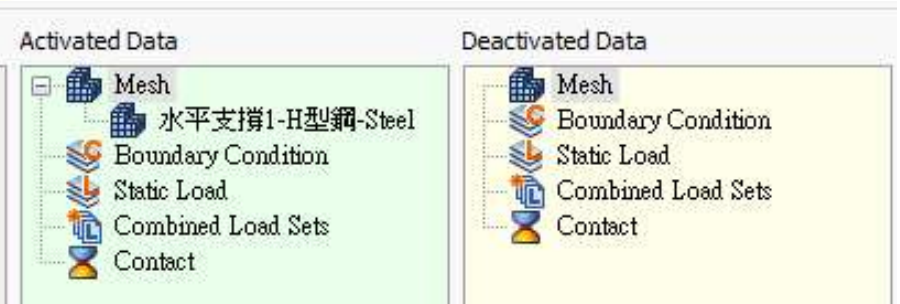 Activated Data
Mesh
水平支撐1-H型鋼-Steel
Boundary Condition
Static Load
Combined Load Sets
Contact
Deactivated Data
Mesh
Boundary Condition
Static Load
Combined Load Sets
Contact